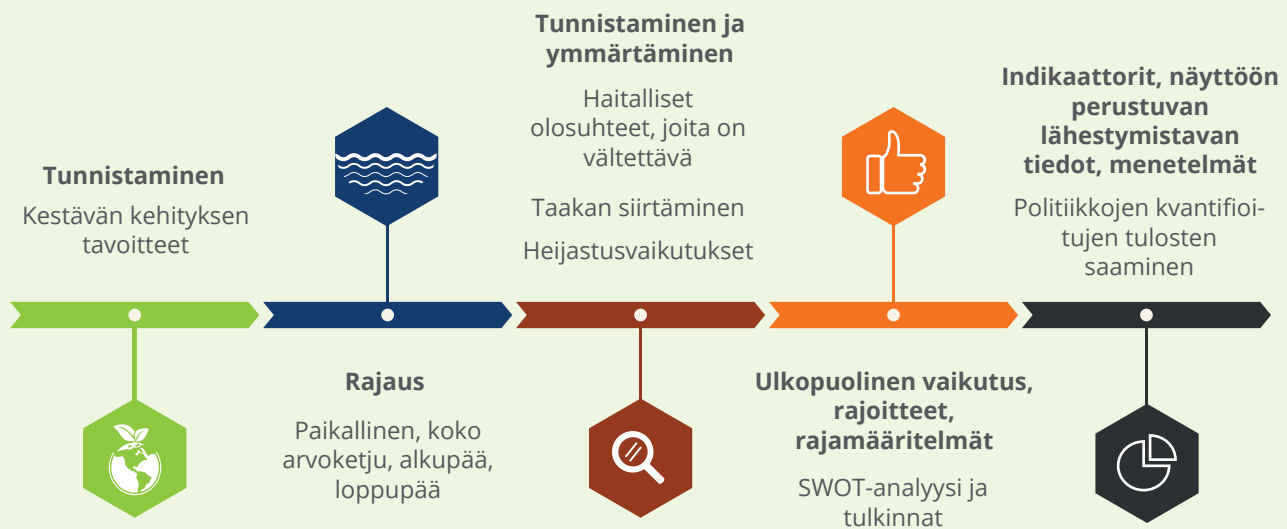 Tunnistaminen
Kestävän kehityksen
tavoitteet
Rajaus
Paikallinen, koko
arvoketju, alkupää,
loppupää
Tunnistaminen ja
ymmärtäminen
Haitalliset
olosuhteet, joita on
vältettävä
Taakan siirtäminen
Heijastusvaikutukset
Ulkopuolinen vaikutus,
rajoitteet,
rajamääritelmät
SWOT-analyysi ja
tulkinnat
Indikaattorit, näyttöön
perustuvan
lähestymistavan
tiedot, menetelmät
Politiikkojen kvantifioi-
tujen tulosten
saaminen